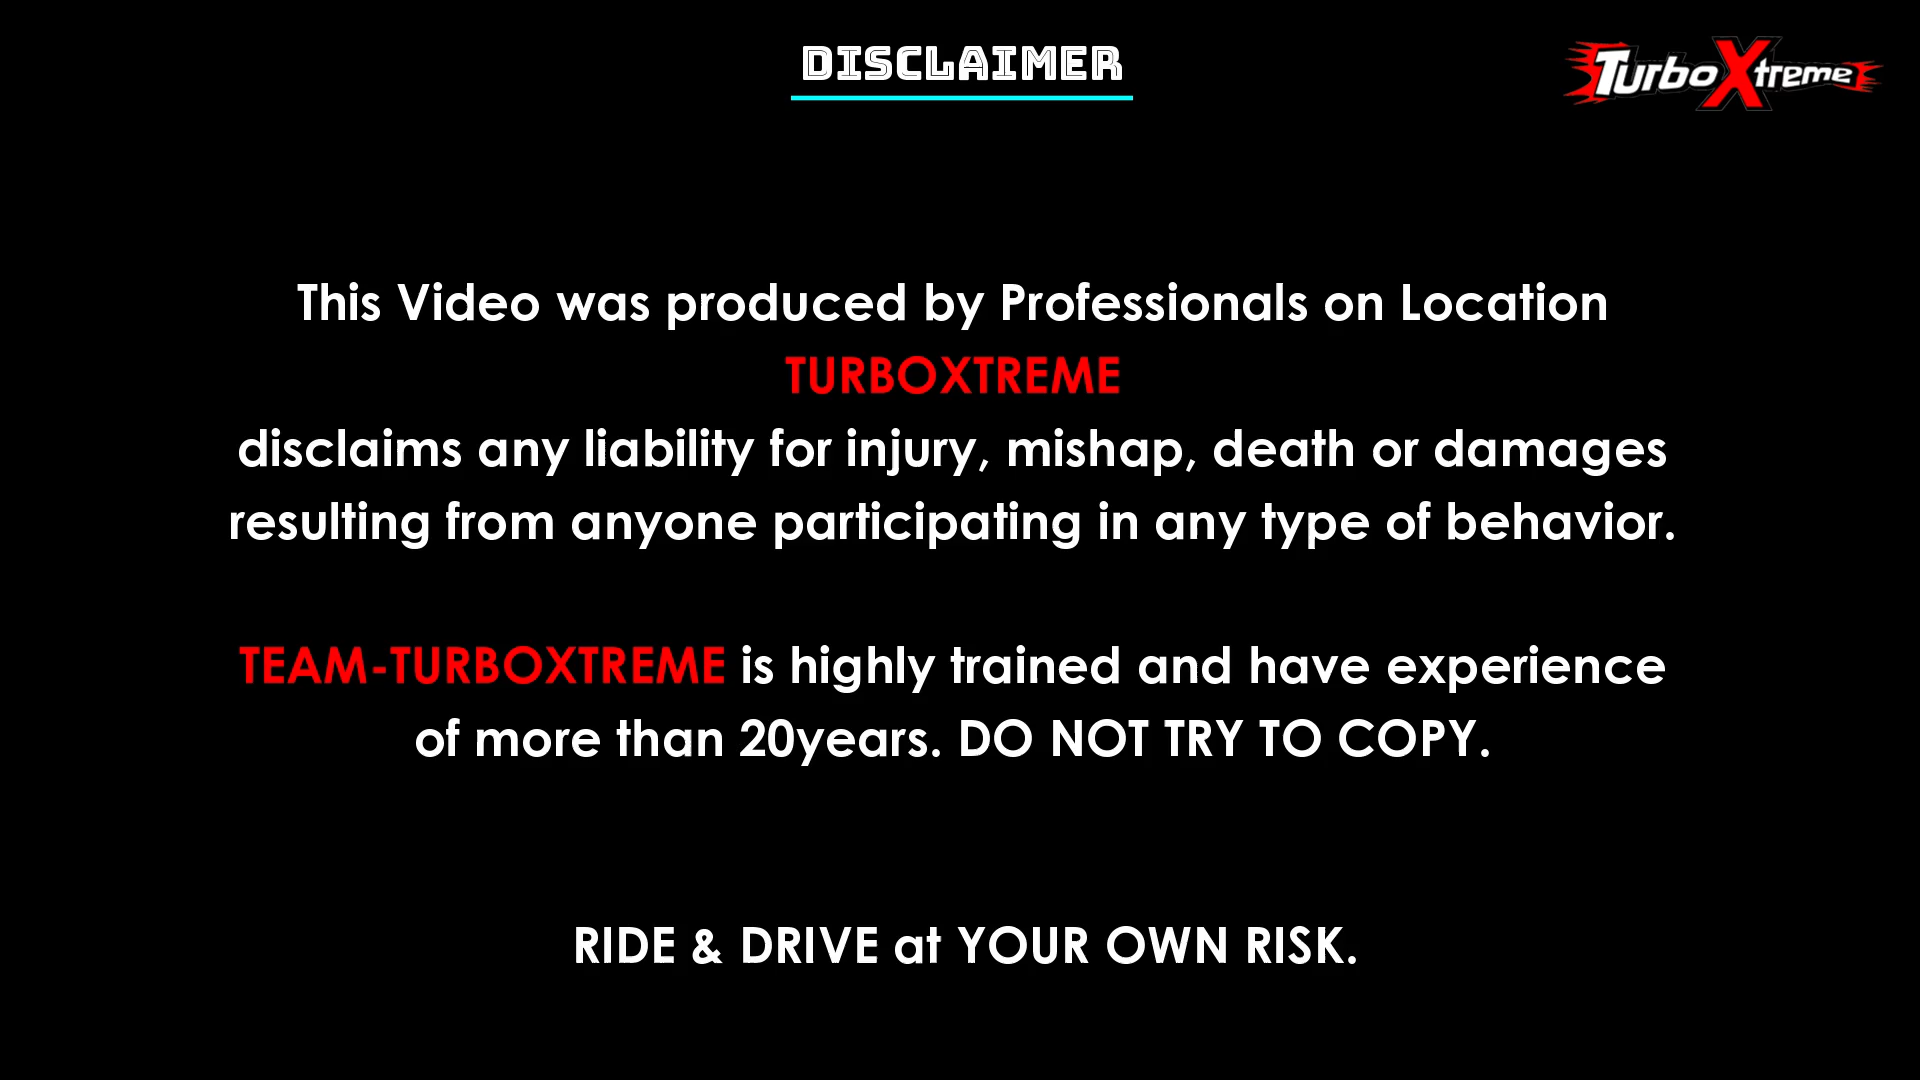 DISCLAIMER
TurboXtreme
This Video was produced by Professionals on Location
TURBOXTREME
disclaims any liability for injury, mishap, death or damages
resulting from anyone participating in any type of behavior.
TEAM-TURBOXTREME is highly trained and have experience
of more than 20years. DO NOT TRY TO COPY.
RIDE & DRIVE at YOUR OWN RISK.